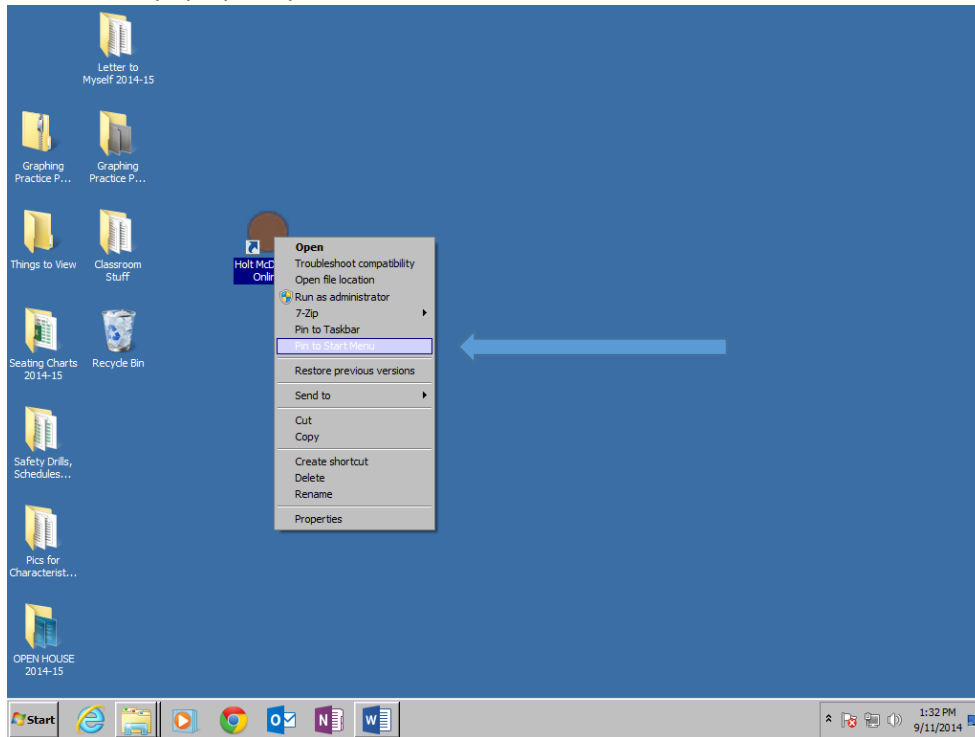 Letter to
Myself 2014-15
Graphing
Practice P...
Graphing
Practice P...
Things to View
Classroom
Stuff
Seating Charts
2014-15
Recycle Bin
Safety Drills,
Schedules...
Pics for
Characterist...
OPEN HOUSE
2014-15
Holt McD
Onlin
Open
Troubleshoot compatibility
Open file location
Run as administrator
7-Zip
Pin to Taskbar
Pin to Start Menu
Restore previous versions
Send to
Cut
Copy
Create shortcut
Delete
Rename
Properties
Start
1:32 PM
9/11/2014